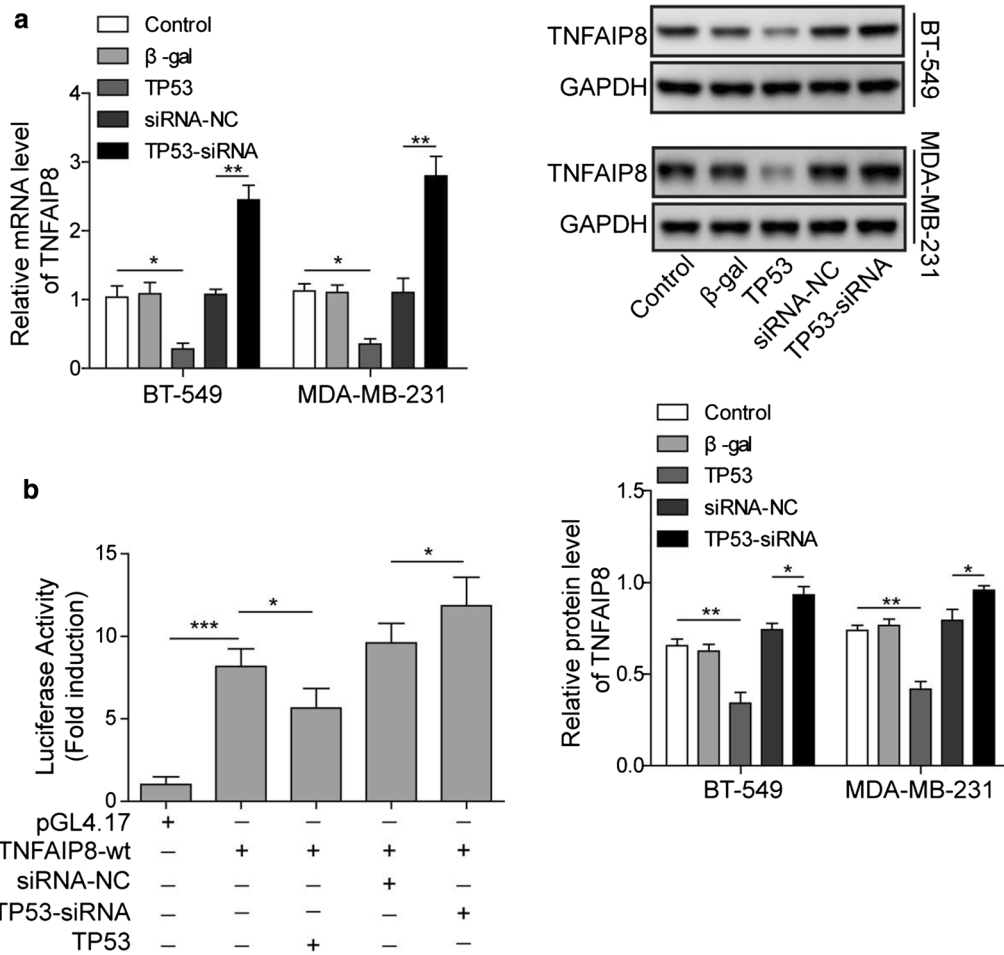 a
Control
β -gal
TP53
siRNA-NC
TP53-siRNA
Relative mRNA level
of TNFAIP8
4
3
2
1
0
** **
* *
BT-549 MDA-MB-231
TNFAIP8
GAPDH
BT-549
TNFAIP8
GAPDH
MDA-MB-231
Control β-gal TP53 siRNA-NC TP53-siRNA
Control
β -gal
TP53
siRNA-NC
TP53-siRNA
Relative protein level
of TNFAIP8
1.5
1.0
0.5
0.0
** * ** *
BT-549 MDA-MB-231
b
Luciferase Activity
(Fold induction)
15
10
5
0
*** * *
pGL4.17 + – – – –
TNFAIP8-wt – + + + +
siRNA-NC – – – + –
TP53-siRNA – – – – +
TP53 – – + – –